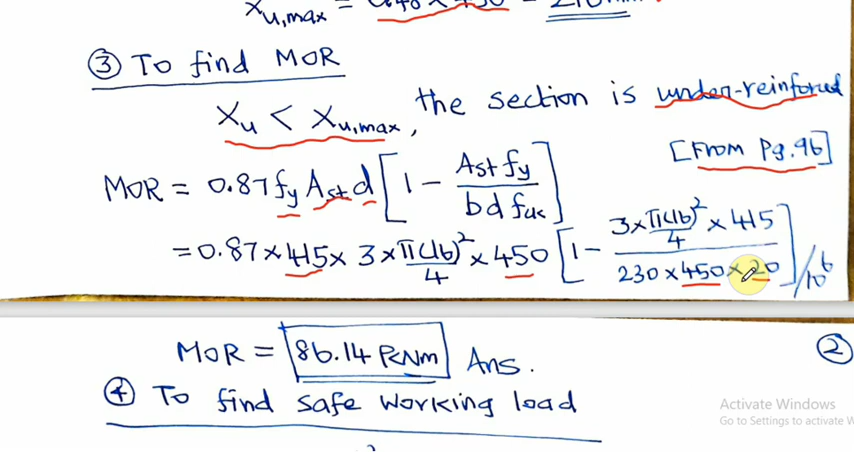 Xu,max =
③ To find MOR
Xu < Xu,max, the section is under-reinforced
[From Pg.96]
MOR = 0.87 fy Ast d [1 - Ast fy / bd fck]
= 0.87 × 415 × 3 × π(16)²/4 × 450 [1 - 3 × π(16)²/4 × 415 / 230 × 450 × 20] / 10⁶
MOR = 86.14 KNm Ans.
②
④ To find safe working load
Activate Windows
Go to Settings to activate W